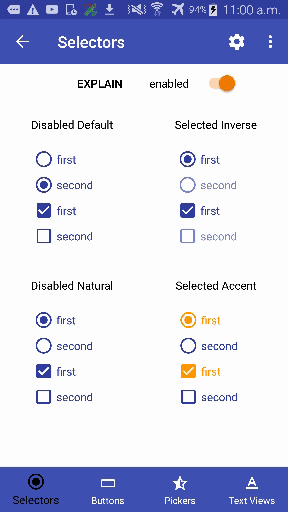 94% 11:00 a.m.
Selectors
EXPLAIN enabled
Disabled Default Selected Inverse
first first
second second
first first
second second
Disabled Natural Selected Accent
first first
second second
first first
second second
Selectors Buttons Pickers Text Views